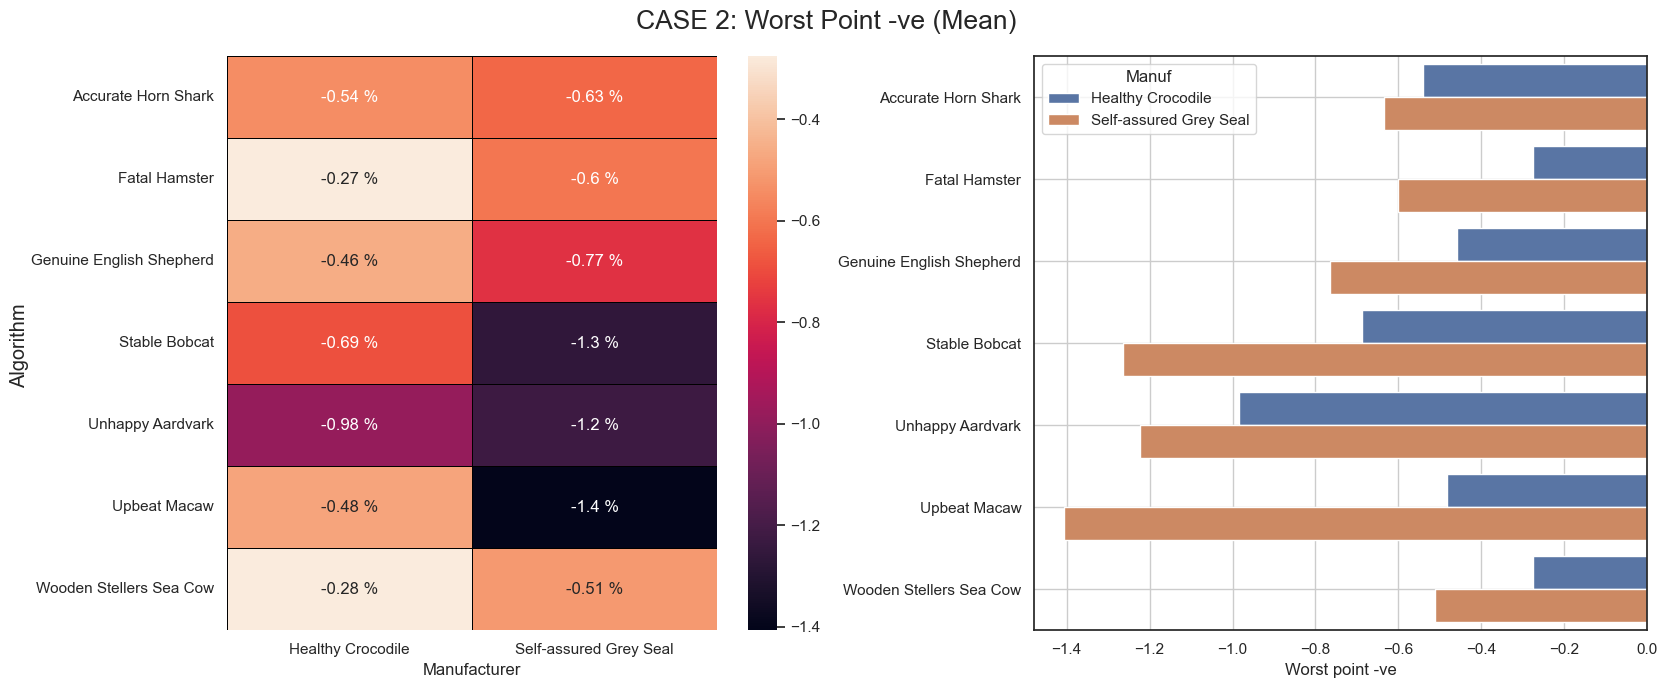 CASE 2: Worst Point -ve (Mean)
Algorithm
Accurate Horn Shark
Fatal Hamster
Genuine English Shepherd
Stable Bobcat
Unhappy Aardvark
Upbeat Macaw
Wooden Stellers Sea Cow
-0.54 % -0.63 %
-0.27 % -0.6 %
-0.46 % -0.77 %
-0.69 % -1.3 %
-0.98 % -1.2 %
-0.48 % -1.4 %
-0.28 % -0.51 %
Healthy Crocodile Self-assured Grey Seal
Manufacturer
−0.4
−0.6
−0.8
−1.0
−1.2
−1.4
Manuf
Healthy Crocodile
Self-assured Grey Seal
Accurate Horn Shark
Fatal Hamster
Genuine English Shepherd
Stable Bobcat
Unhappy Aardvark
Upbeat Macaw
Wooden Stellers Sea Cow
−1.4 −1.2 −1.0 −0.8 −0.6 −0.4 −0.2 0.0
Worst point -ve